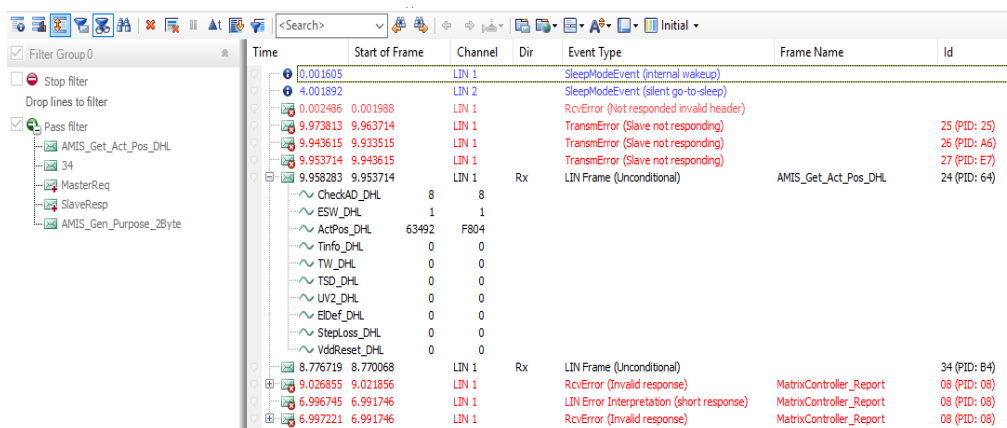 <Search> Initial
Filter Group 0
Stop filter
Drop lines to filter
Pass filter
AMIS_Get_Act_Pos_DHL
34
MasterReq
SlaveResp
AMIS_Gen_Purpose_2Byte
Time Start of Frame Channel Dir Event Type Frame Name Id
0.001605 LIN 1 SleepModeEvent (internal wakeup)
4.001892 LIN 2 SleepModeEvent (silent go-to-sleep)
0.002486 0.001988 LIN 1 RcvError (Not responded invalid header)
9.973813 9.963714 LIN 1 TransmError (Slave not responding) 25 (PID: 25)
9.943615 9.933515 LIN 1 TransmError (Slave not responding) 26 (PID: A6)
9.953714 9.943615 LIN 1 TransmError (Slave not responding) 27 (PID: E7)
9.958283 9.953714 LIN 1 Rx LIN Frame (Unconditional) AMIS_Get_Act_Pos_DHL 24 (PID: 64)
CheckAD_DHL 8 8
ESW_DHL 1 1
ActPos_DHL 63492 F804
Tinfo_DHL 0 0
TW_DHL 0 0
TSD_DHL 0 0
UV2_DHL 0 0
ElDef_DHL 0 0
StepLoss_DHL 0 0
VddReset_DHL 0 0
8.776719 8.770068 LIN 1 Rx LIN Frame (Unconditional) 34 (PID: B4)
9.026855 9.021856 LIN 1 RcvError (Invalid response) MatrixController_Report 08 (PID: 08)
6.996745 6.991746 LIN 1 LIN Error Interpretation (short response) MatrixController_Report 08 (PID: 08)
6.997221 6.991746 LIN 1 RcvError (Invalid response) MatrixController_Report 08 (PID: 08)